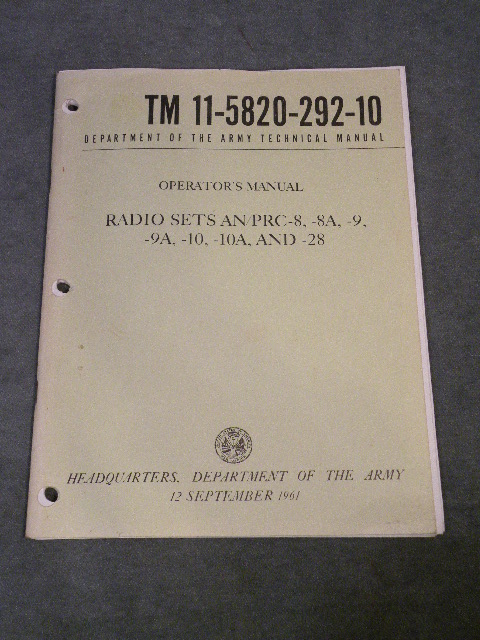 TM 11-5820-292-10
DEPARTMENT OF THE ARMY TECHNICAL MANUAL
OPERATOR'S MANUAL
RADIO SETS AN/PRC-8, -8A, -9,
-9A, -10, -10A, AND -28
HEADQUARTERS, DEPARTMENT OF THE ARMY
12 SEPTEMBER 1961